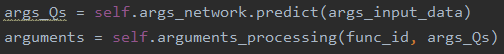 args_Qs = self.args_network.predict(args_input_data)
arguments = self.arguments_processing(func_id, args_Qs)